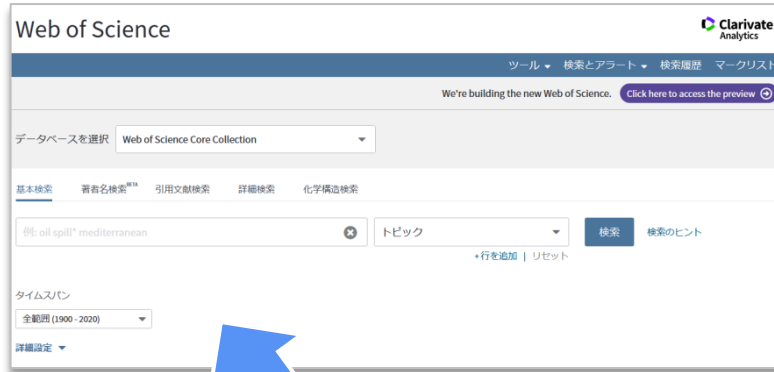 Web of Science
Clarivate
Analytics
ツール 検索とアラート 検索履歴 マークリスト
We're building the new Web of Science. Click here to access the preview
データベースを選択 Web of Science Core Collection
基本検索 著者名検索BETA 引用文献検索 詳細検索 化学構造検索
例: oil spill* mediterranean トピック 検索 検索のヒント
+行を追加 | リセット
タイムスパン
全範囲 (1900 - 2020)
詳細設定